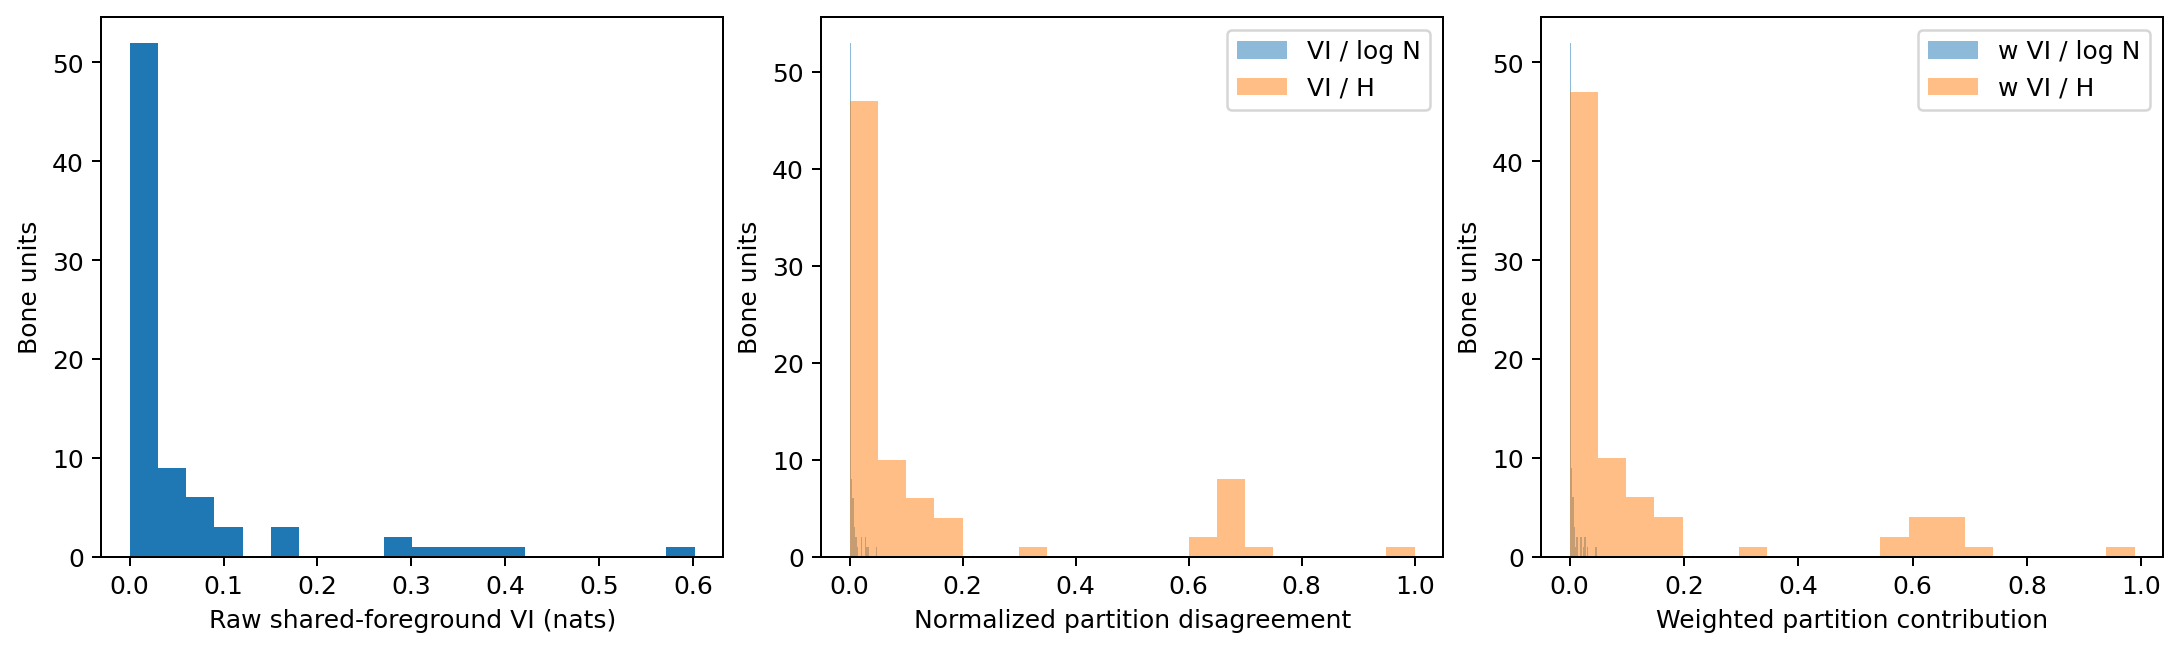 50
40
30
20
10
0
Bone units
0.0 0.1 0.2 0.3 0.4 0.5 0.6
Raw shared-foreground VI (nats)
VI / log N
VI / H
50
40
30
20
10
0
Bone units
0.0 0.2 0.4 0.6 0.8 1.0
Normalized partition disagreement
w VI / log N
w VI / H
50
40
30
20
10
0
Bone units
0.0 0.2 0.4 0.6 0.8 1.0
Weighted partition contribution